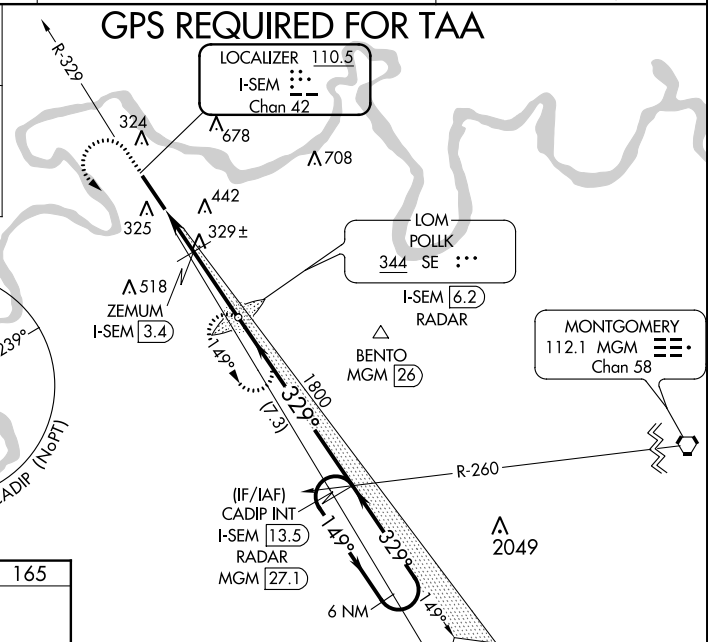 GPS REQUIRED FOR TAA
R-329
LOCALIZER 110.5
I-SEM
Chan 42
324
678
708
442
325
329±
LOM
POLLK
344 SE
518
ZEMUM
I-SEM 3.4
I-SEM 6.2
RADAR
BENTO
MGM 26
MONTGOMERY
112.1 MGM
Chan 58
239°
CADIP (NoPT)
149°
(7.3)
329°
1800
R-260
(IF/IAF)
CADIP INT
I-SEM 13.5
RADAR
MGM 27.1
149°
329°
2049
6 NM
149°
165